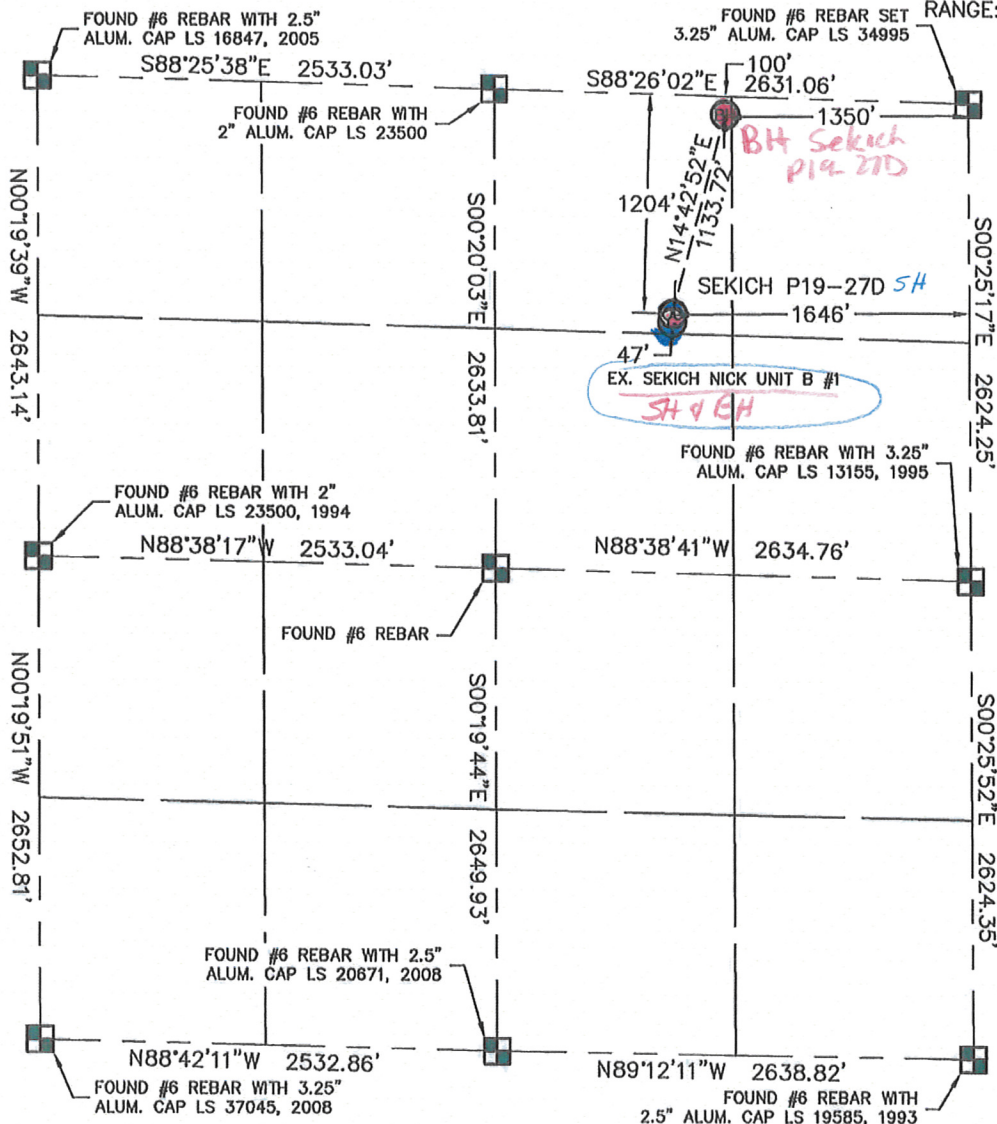 RANGE:
FOUND #6 REBAR WITH 2.5"
ALUM. CAP LS 16847, 2005
FOUND #6 REBAR SET
3.25" ALUM. CAP LS 34995
S88°25'38"E 2533.03'
FOUND #6 REBAR WITH
2" ALUM. CAP LS 23500
S88°26'02"E 2631.06'
100'
1350'
BH Sekich
P19-27D
N00°19'39"W 2643.14'
S00°20'03"E 2633.81'
1204'
N14°42'52"E
1133.72'
S00°25'17"E 2624.25'
SEKICH P19-27D SH
1646'
47'
EX. SEKICH NICK UNIT B #1
SH & BH
FOUND #6 REBAR WITH 3.25"
ALUM. CAP LS 13155, 1995
FOUND #6 REBAR WITH 2"
ALUM. CAP LS 23500, 1994
N88°38'17"W 2533.04'
N88°38'41"W 2634.76'
FOUND #6 REBAR
N00°19'51"W 2652.81'
S00°19'44"E 2649.93'
S00°25'52"E 2624.35'
FOUND #6 REBAR WITH 2.5"
ALUM. CAP LS 20671, 2008
N88°42'11"W 2532.86'
N89°12'11"W 2638.82'
FOUND #6 REBAR WITH 3.25"
ALUM. CAP LS 37045, 2008
FOUND #6 REBAR WITH
2.5" ALUM. CAP LS 19585, 1993